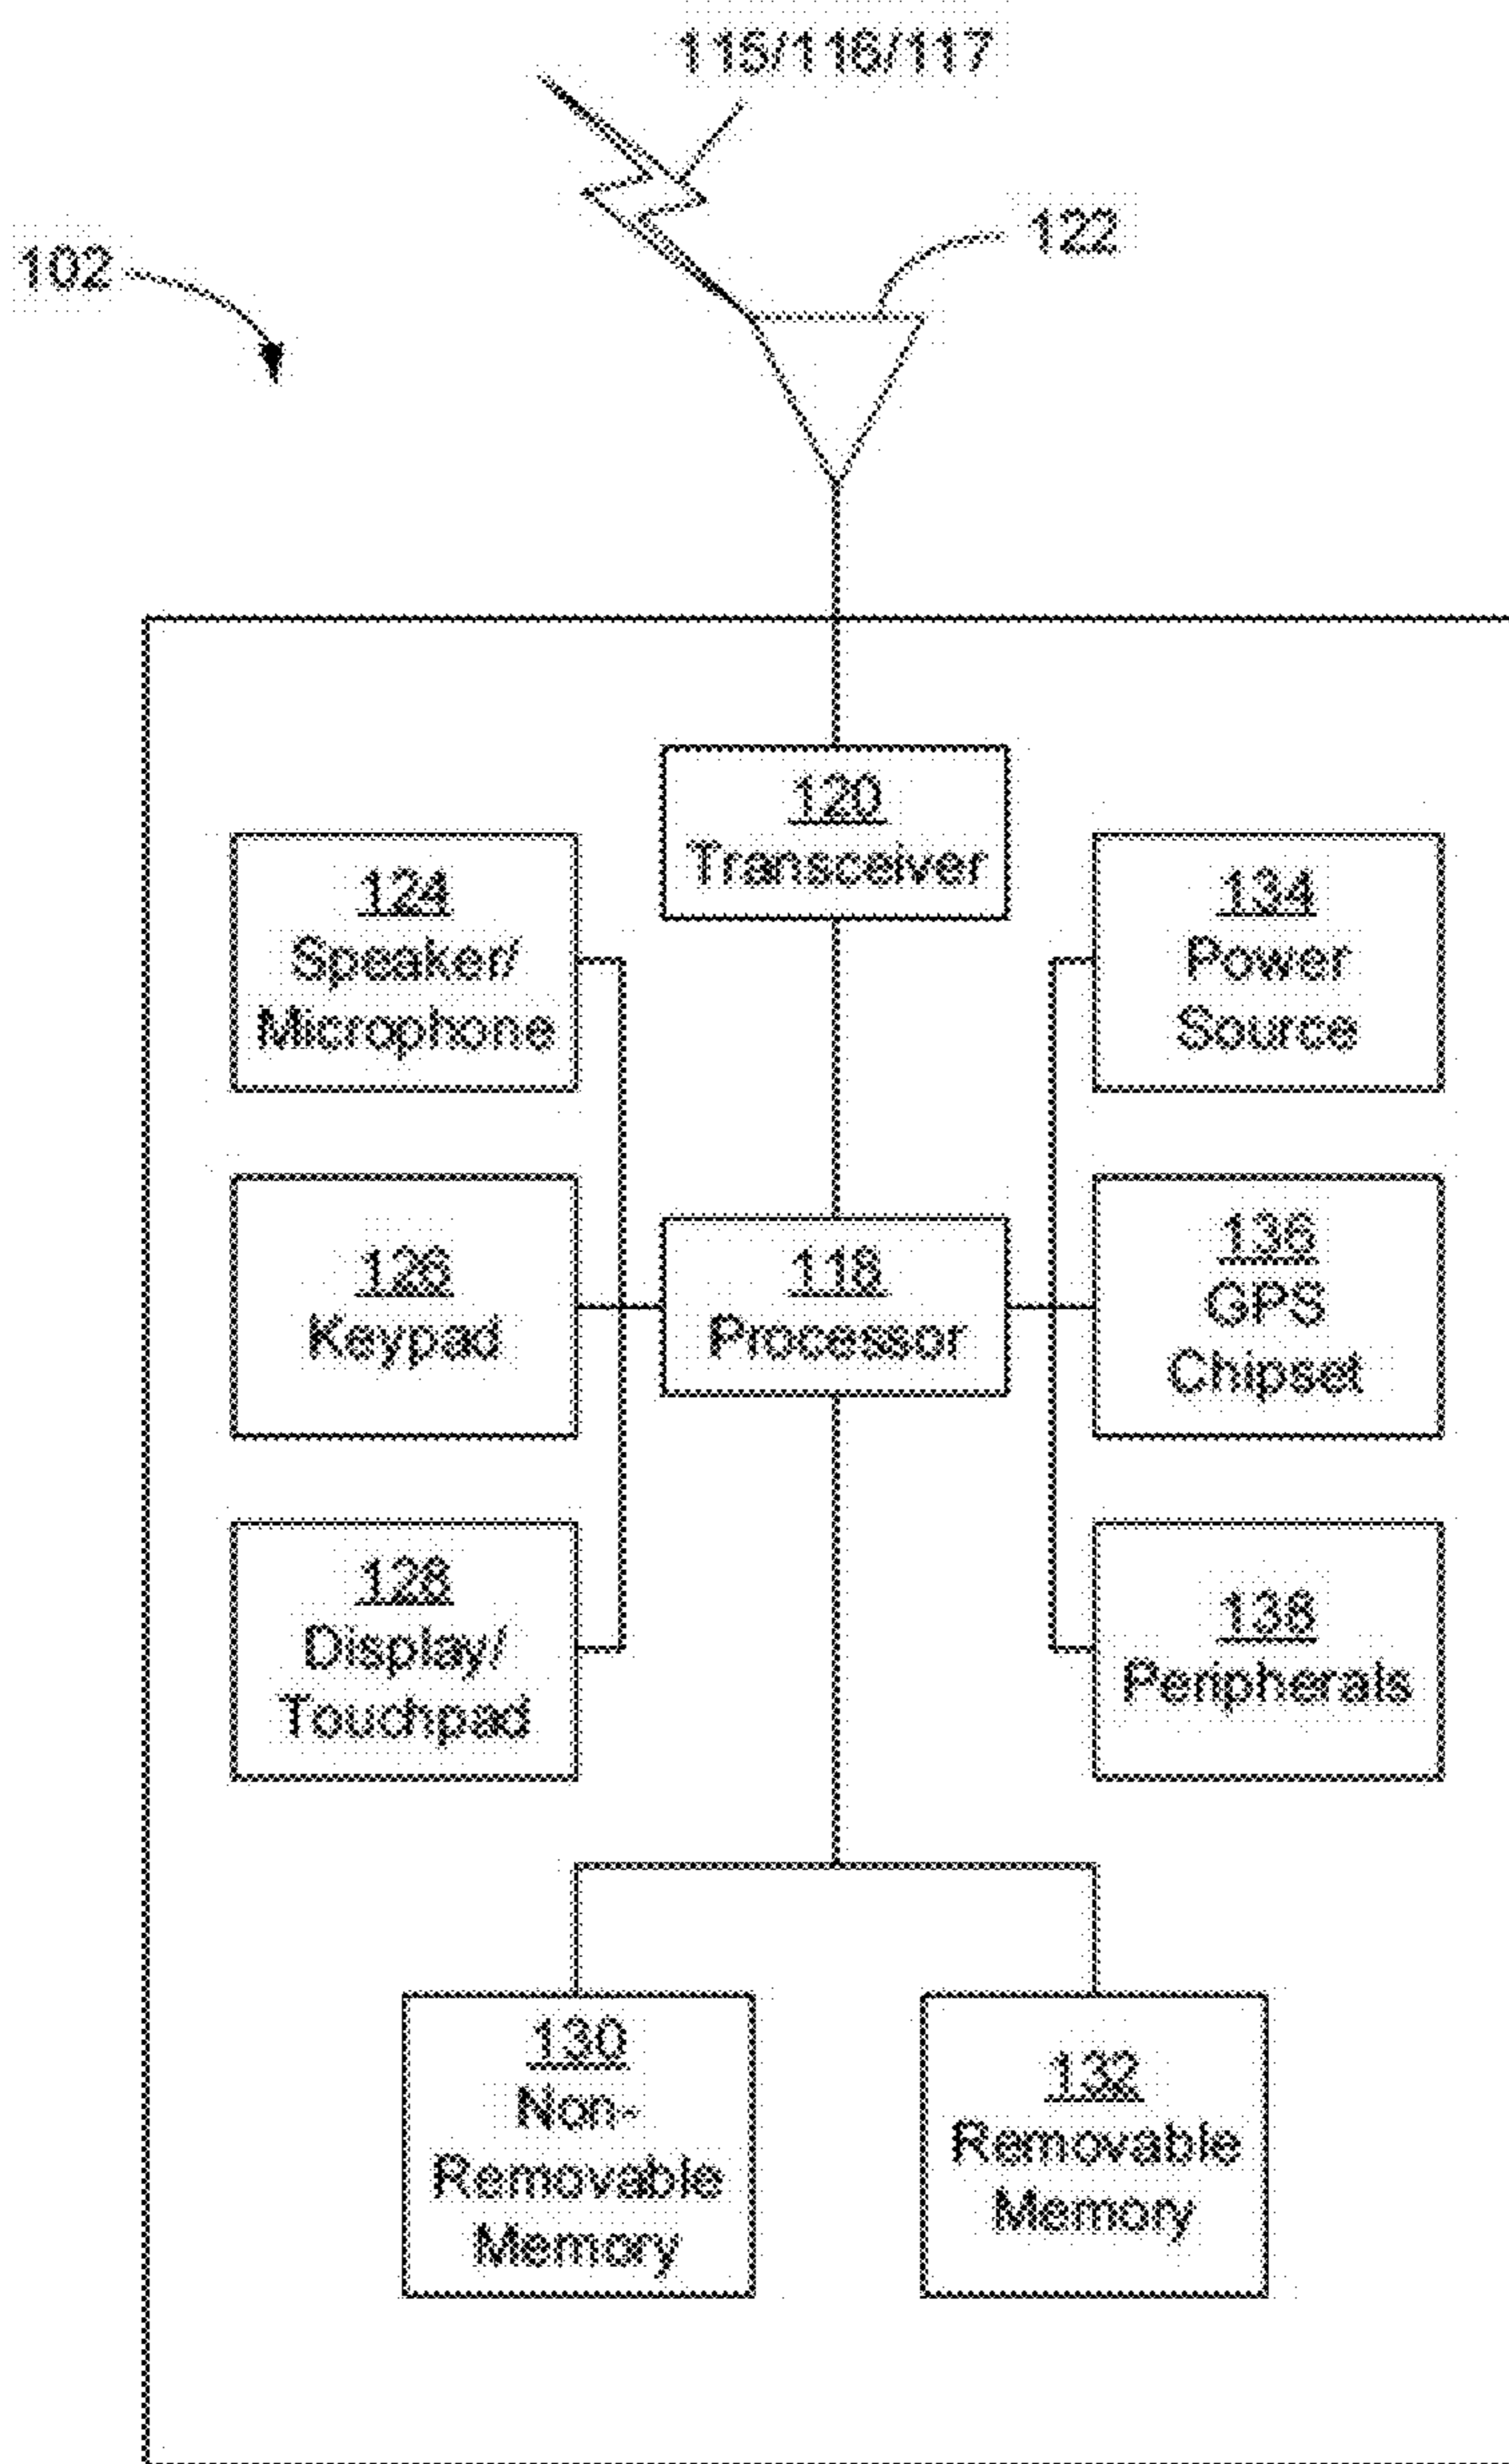 115/116/117
122
102
120
Transceiver
124
Speaker/
Microphone
134
Power
Source
126
Keypad
118
Processor
136
GPS
Chipset
128
Display/
Touchpad
138
Peripherals
130
Non-
Removable
Memory
132
Removable
Memory